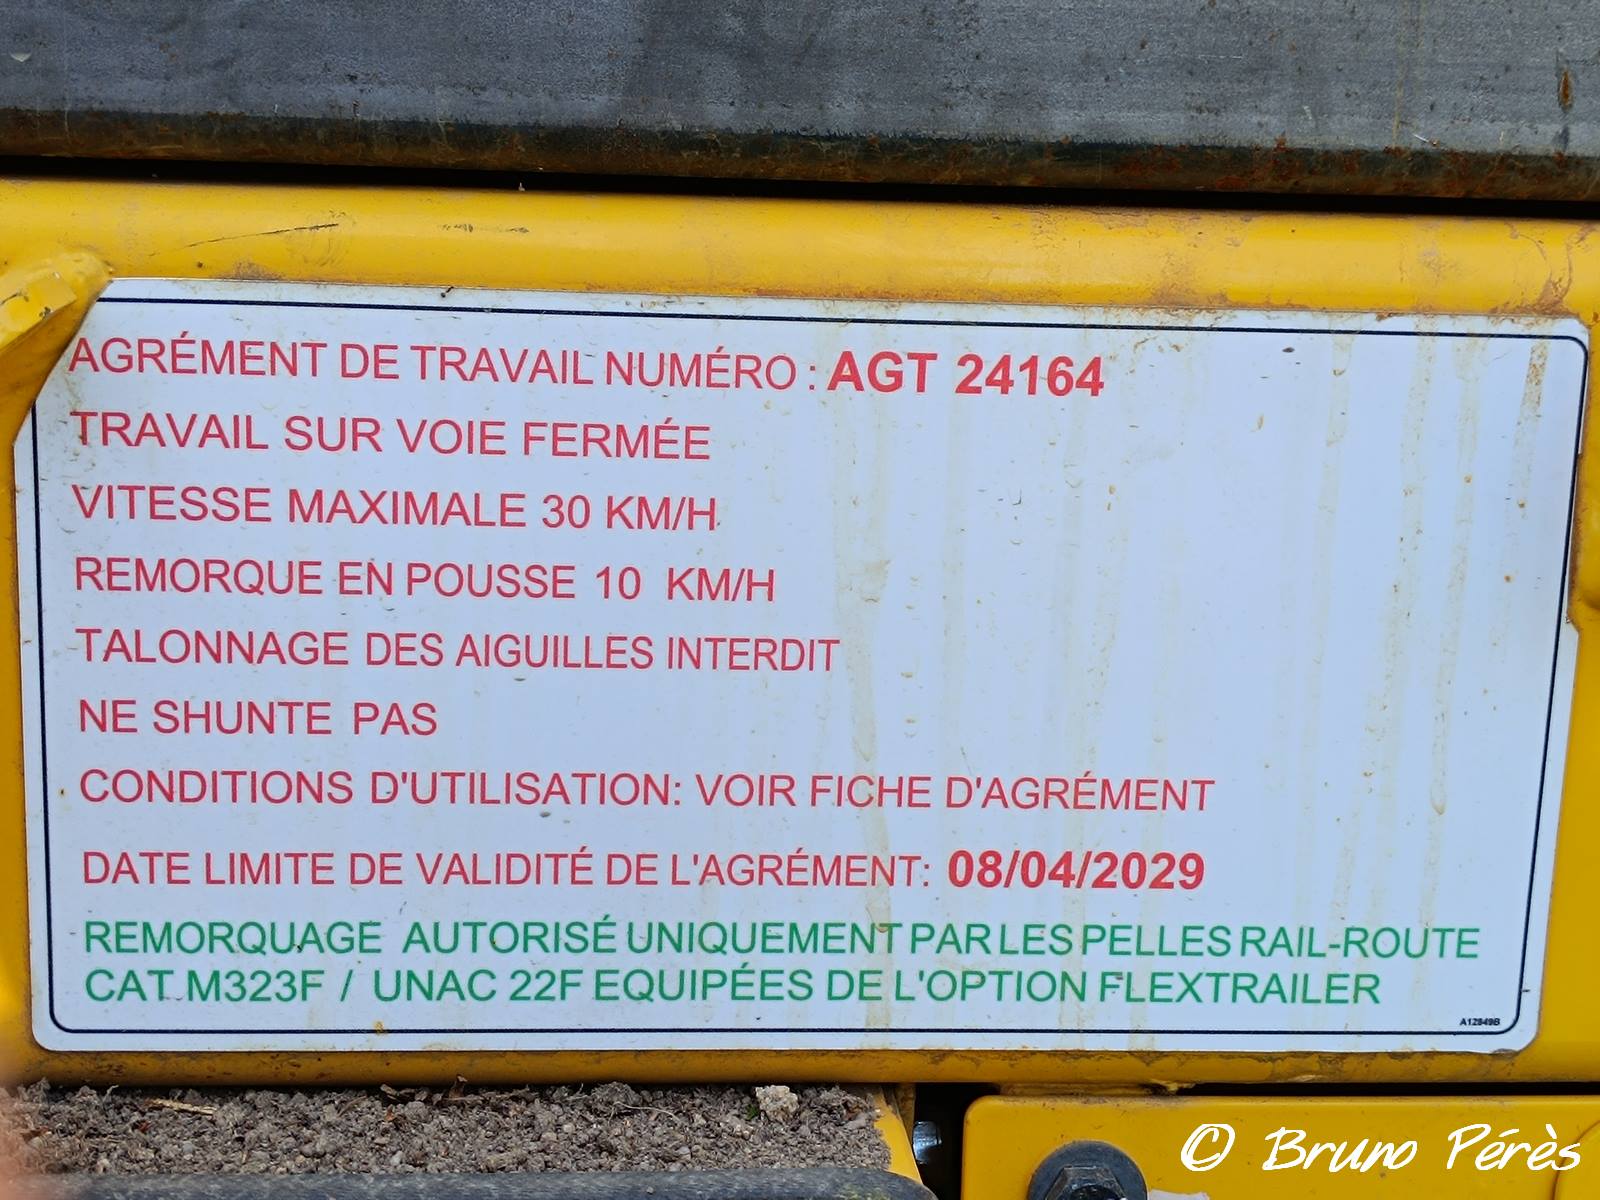 AGRÉMENT DE TRAVAIL NUMÉRO : AGT 24164
TRAVAIL SUR VOIE FERMÉE
VITESSE MAXIMALE 30 KM/H
REMORQUE EN POUSSE 10 KM/H
TALONNAGE DES AIGUILLES INTERDIT
NE SHUNTE PAS
CONDITIONS D'UTILISATION: VOIR FICHE D'AGRÉMENT
DATE LIMITE DE VALIDITÉ DE L'AGRÉMENT: 08/04/2029
REMORQUAGE AUTORISÉ UNIQUEMENT PAR LES PELLES RAIL-ROUTE
CAT M323F / UNAC 22F EQUIPÉES DE L'OPTION FLEXTRAILER
A12849B
© Bruno Pérès